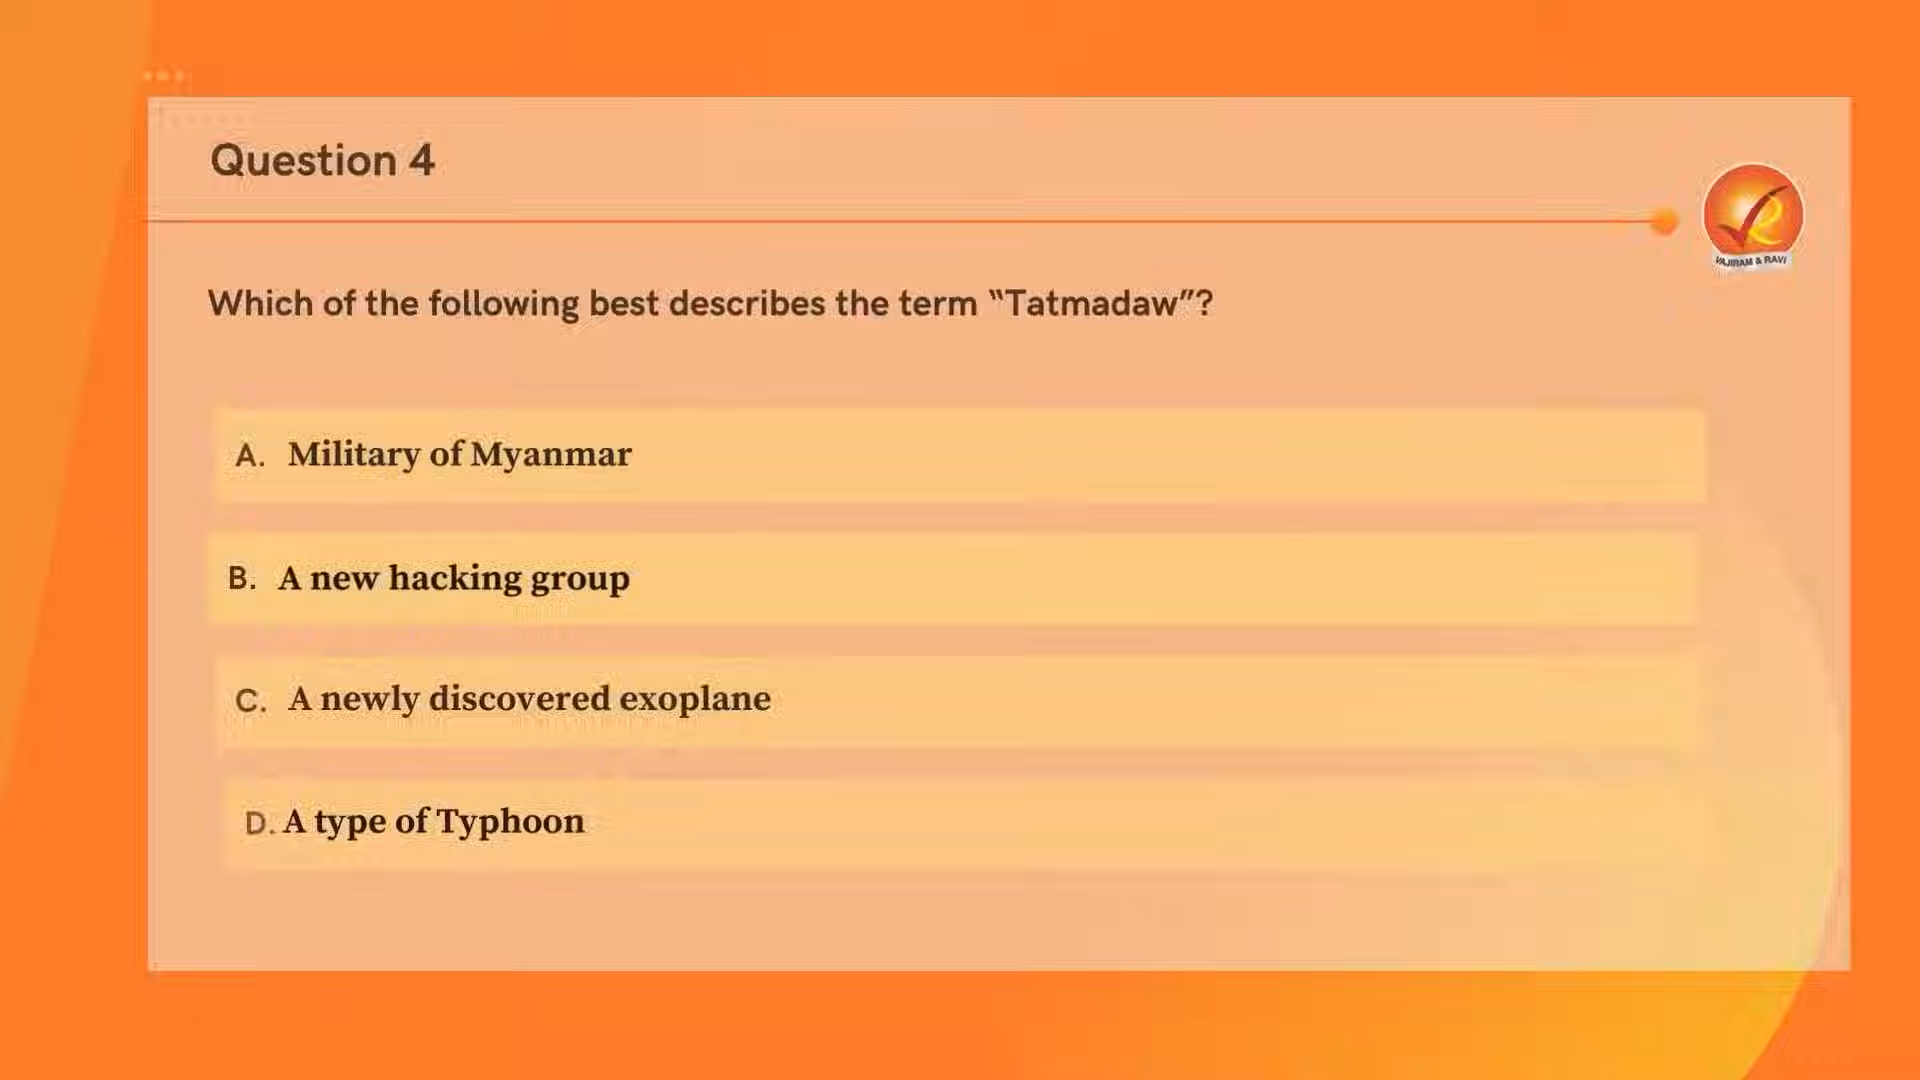 Question 4
VAJIRAM & RAVI
Which of the following best describes the term "Tatmadaw"?
A. Military of Myanmar
B. A new hacking group
C. A newly discovered exoplane
D. A type of Typhoon